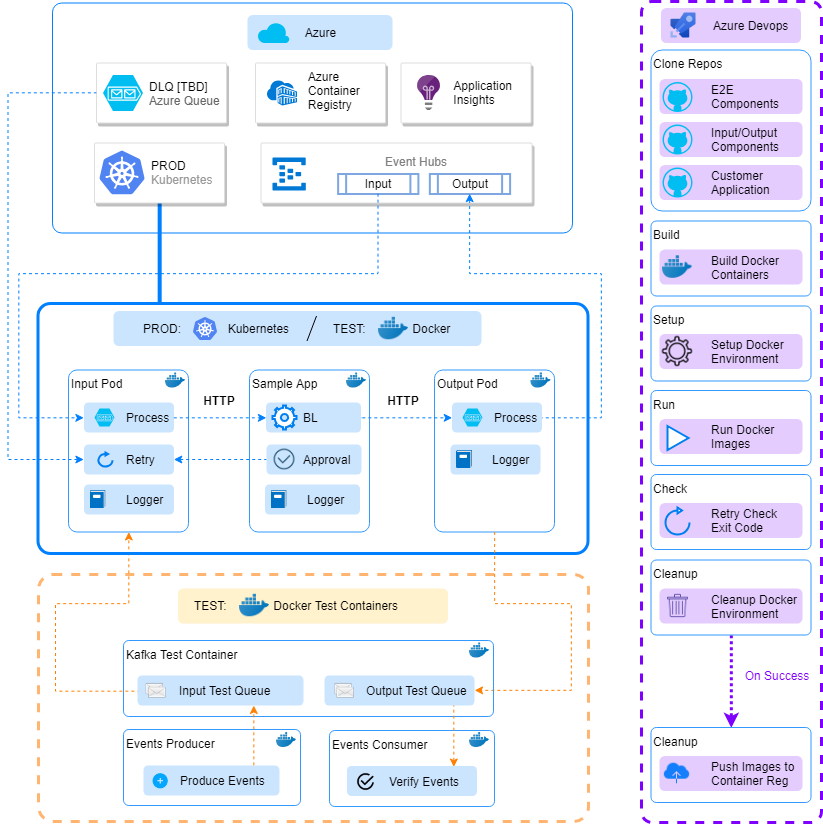 Azure
DLQ [TBD]
Azure Queue
Azure
Container
Registry
Application
Insights
PROD
Kubernetes
Event Hubs
Input
Output
PROD:
Kubernetes
/
TEST:
Docker
Input Pod
Process
Retry
Logger
HTTP
Sample App
BL
Approval
Logger
HTTP
Output Pod
Process
Logger
TEST:
Docker Test Containers
Kafka Test Container
Input Test Queue
Output Test Queue
Events Producer
Produce Events
Events Consumer
Verify Events
Azure Devops
Clone Repos
E2E
Components
Input/Output
Components
Customer
Application
Build
Build Docker
Containers
Setup
Setup Docker
Environment
Run
Run Docker
Images
Check
Retry Check
Exit Code
Cleanup
Cleanup Docker
Environment
On Success
Cleanup
Push Images to
Container Reg